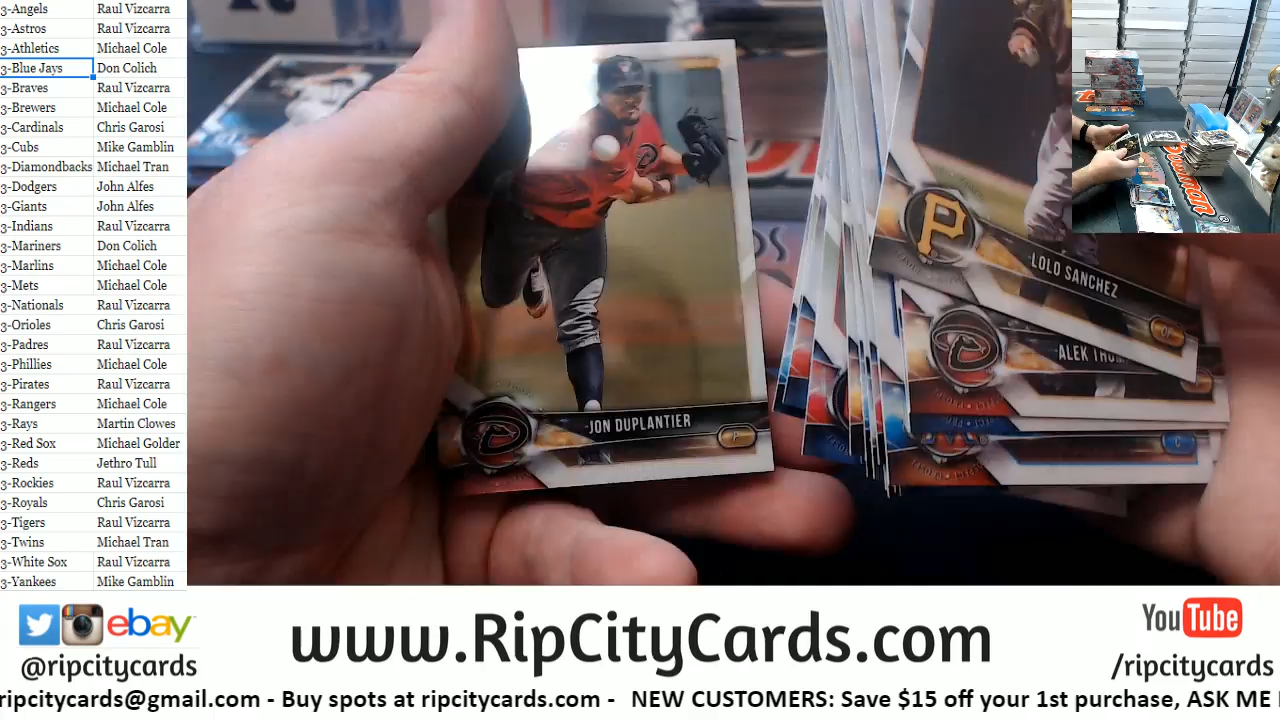 3-Angels Raul Vizcarra
3-Astros Raul Vizcarra
3-Athletics Michael Cole
3-Blue Jays Don Colich
3-Braves Raul Vizcarra
3-Brewers Michael Cole
3-Cardinals Chris Garosi
3-Cubs Mike Gamblin
3-Diamondbacks Michael Tran
3-Dodgers John Alfes
3-Giants John Alfes
3-Indians Raul Vizcarra
3-Mariners Don Colich
3-Marlins Michael Cole
3-Mets Michael Cole
3-Nationals Raul Vizcarra
3-Orioles Chris Garosi
3-Padres Raul Vizcarra
3-Phillies Michael Cole
3-Pirates Raul Vizcarra
3-Rangers Michael Cole
3-Rays Martin Clowes
3-Red Sox Michael Golder
3-Reds Jethro Tull
3-Rockies Raul Vizcarra
3-Royals Chris Garosi
3-Tigers Raul Vizcarra
3-Twins Michael Tran
3-White Sox Raul Vizcarra
3-Yankees Mike Gamblin
JON DUPLANTIER
P
P
LOLO SANCHEZ
OF
ALEK
C
Bowman
ebay
@ripcitycards
www.RipCityCards.com
YouTube
/ripcitycards
ripcitycards@gmail.com - Buy spots at ripcitycards.com - NEW CUSTOMERS: Save $15 off your 1st purchase, ASK ME